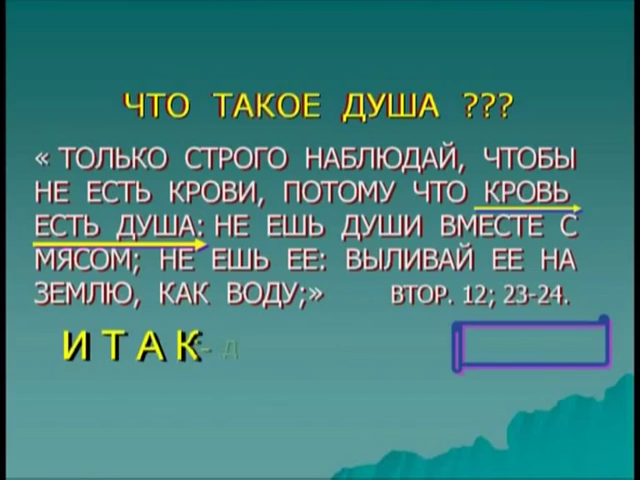 ЧТО ТАКОЕ ДУША ???
« ТОЛЬКО СТРОГО НАБЛЮДАЙ, ЧТОБЫ
НЕ ЕСТЬ КРОВИ, ПОТОМУ ЧТО КРОВЬ
ЕСТЬ ДУША: НЕ ЕШЬ ДУШИ ВМЕСТЕ С
МЯСОМ; НЕ ЕШЬ ЕЕ: ВЫЛИВАЙ ЕЕ НА
ЗЕМЛЮ, КАК ВОДУ;» ВТОР. 12; 23-24.
И Т А К - Д